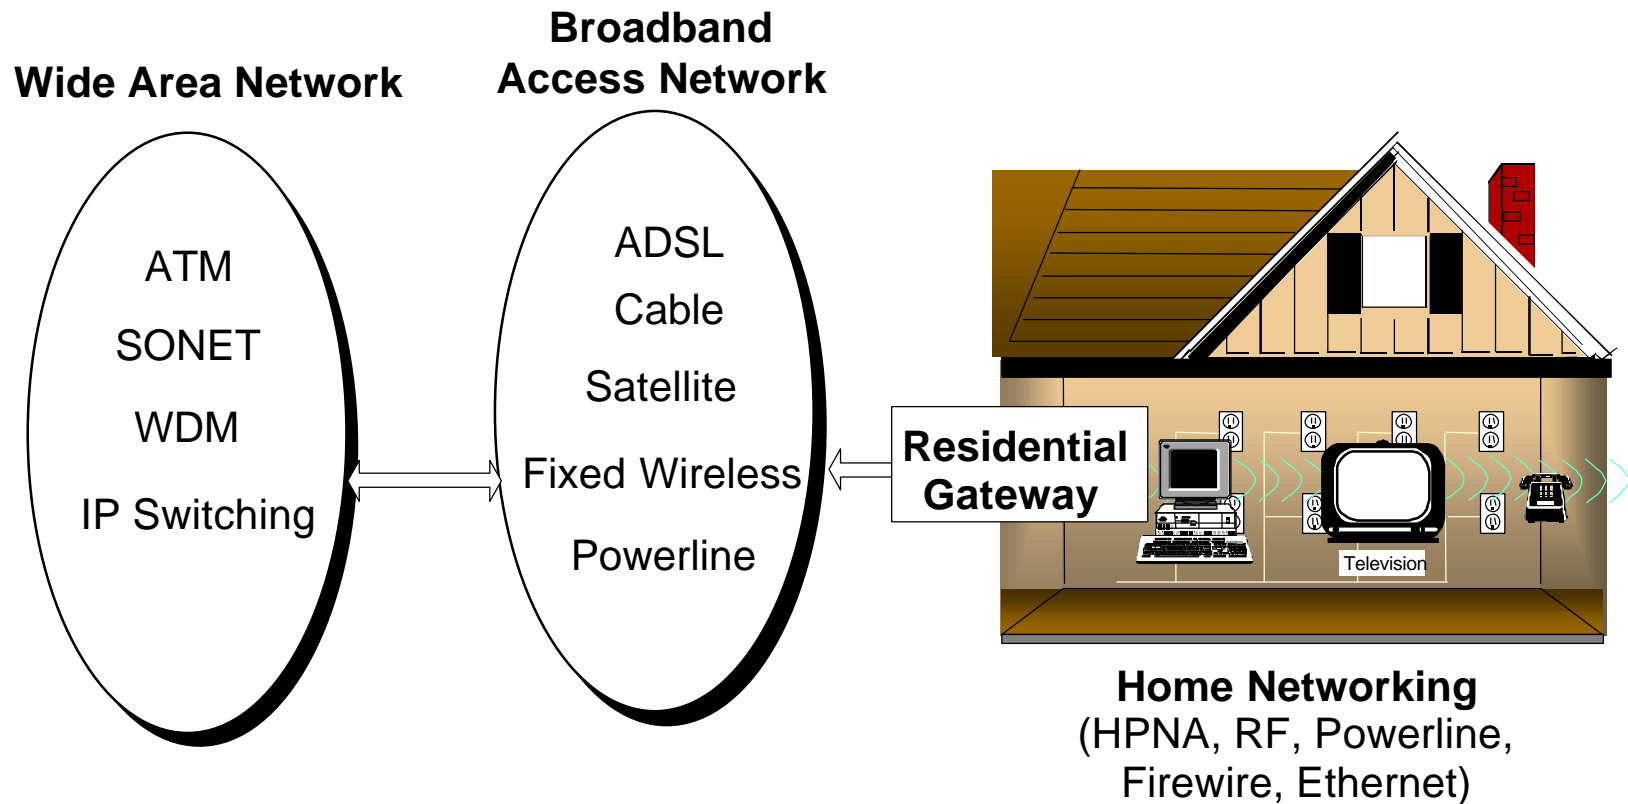 Wide Area Network
ATM
SONET
WDM
IP Switching
Broadband
Access Network
ADSL
Cable
Satellite
Fixed Wireless
Powerline
Residential
Gateway
Television
Home Networking
(HPNA, RF, Powerline,
Firewire, Ethernet)